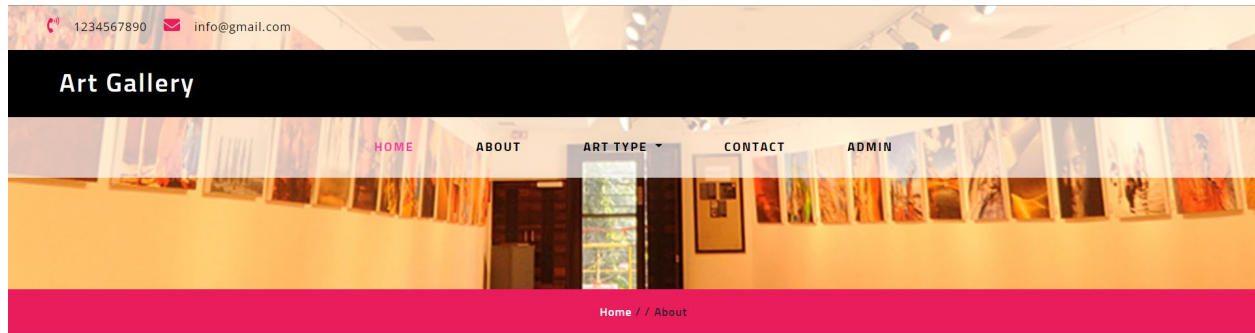 1234567890 info@gmail.com
Art Gallery
HOME ABOUT ART TYPE CONTACT ADMIN
Home / / About